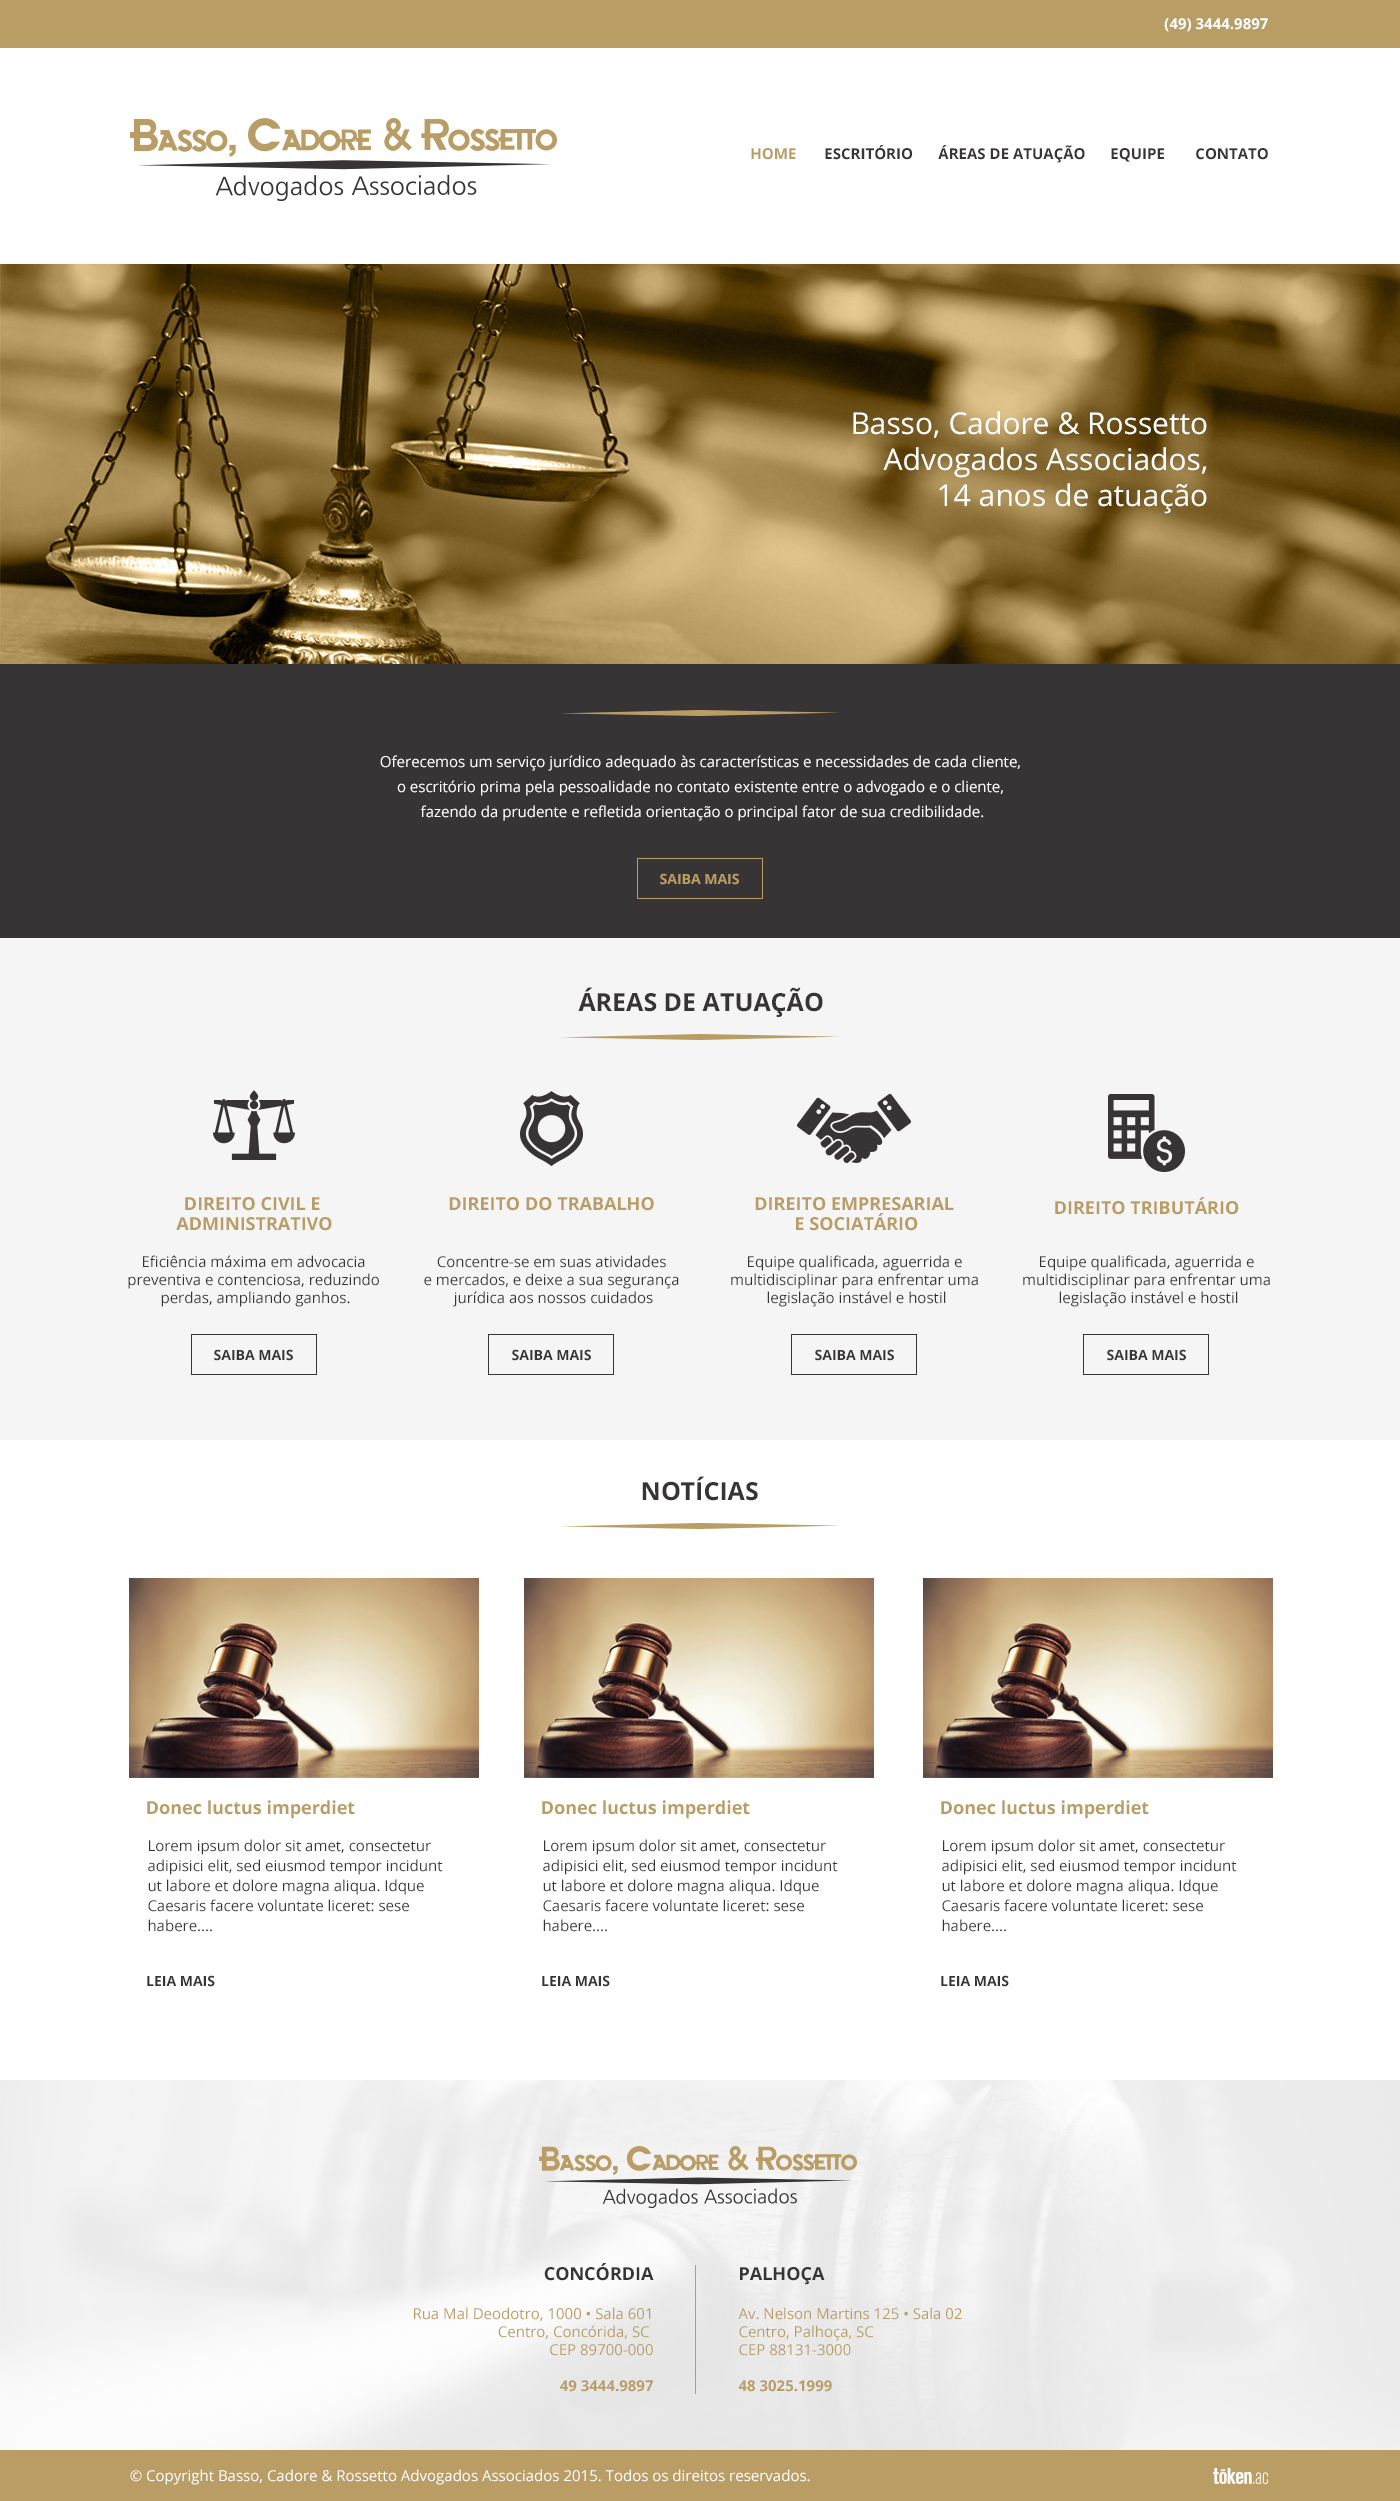 (49) 3444.9897
Basso, Cadore & Rossetto
Advogados Associados
HOME ESCRITÓRIO ÁREAS DE ATUAÇÃO EQUIPE CONTATO
Basso, Cadore & Rossetto
Advogados Associados,
14 anos de atuação
Oferecemos um serviço jurídico adequado às características e necessidades de cada cliente,
o escritório prima pela pessoalidade no contato existente entre o advogado e o cliente,
fazendo da prudente e refletida orientação o principal fator de sua credibilidade.
SAIBA MAIS
ÁREAS DE ATUAÇÃO
DIREITO CIVIL E
ADMINISTRATIVO
Eficiência máxima em advocacia
preventiva e contenciosa, reduzindo
perdas, ampliando ganhos.
SAIBA MAIS
DIREITO DO TRABALHO
Concentre-se em suas atividades
e mercados, e deixe a sua segurança
jurídica aos nossos cuidados
SAIBA MAIS
DIREITO EMPRESARIAL
E SOCIATÁRIO
Equipe qualificada, aguerrida e
multidisciplinar para enfrentar uma
legislação instável e hostil
SAIBA MAIS
$
DIREITO TRIBUTÁRIO
Equipe qualificada, aguerrida e
multidisciplinar para enfrentar uma
legislação instável e hostil
SAIBA MAIS
NOTÍCIAS
Donec luctus imperdiet
Lorem ipsum dolor sit amet, consectetur
adipisici elit, sed eiusmod tempor incidunt
ut labore et dolore magna aliqua. Idque
Caesaris facere voluntate liceret: sese
habere....
LEIA MAIS
Donec luctus imperdiet
Lorem ipsum dolor sit amet, consectetur
adipisici elit, sed eiusmod tempor incidunt
ut labore et dolore magna aliqua. Idque
Caesaris facere voluntate liceret: sese
habere....
LEIA MAIS
Donec luctus imperdiet
Lorem ipsum dolor sit amet, consectetur
adipisici elit, sed eiusmod tempor incidunt
ut labore et dolore magna aliqua. Idque
Caesaris facere voluntate liceret: sese
habere....
LEIA MAIS
Basso, Cadore & Rossetto
Advogados Associados
CONCÓRDIA
Rua Mal Deodotro, 1000 • Sala 601
Centro, Concórida, SC
CEP 89700-000
49 3444.9897
PALHOÇA
Av. Nelson Martins 125 • Sala 02
Centro, Palhoça, SC
CEP 88131-3000
48 3025.1999
© Copyright Basso, Cadore & Rossetto Advogados Associados 2015. Todos os direitos reservados.
tōken.ac